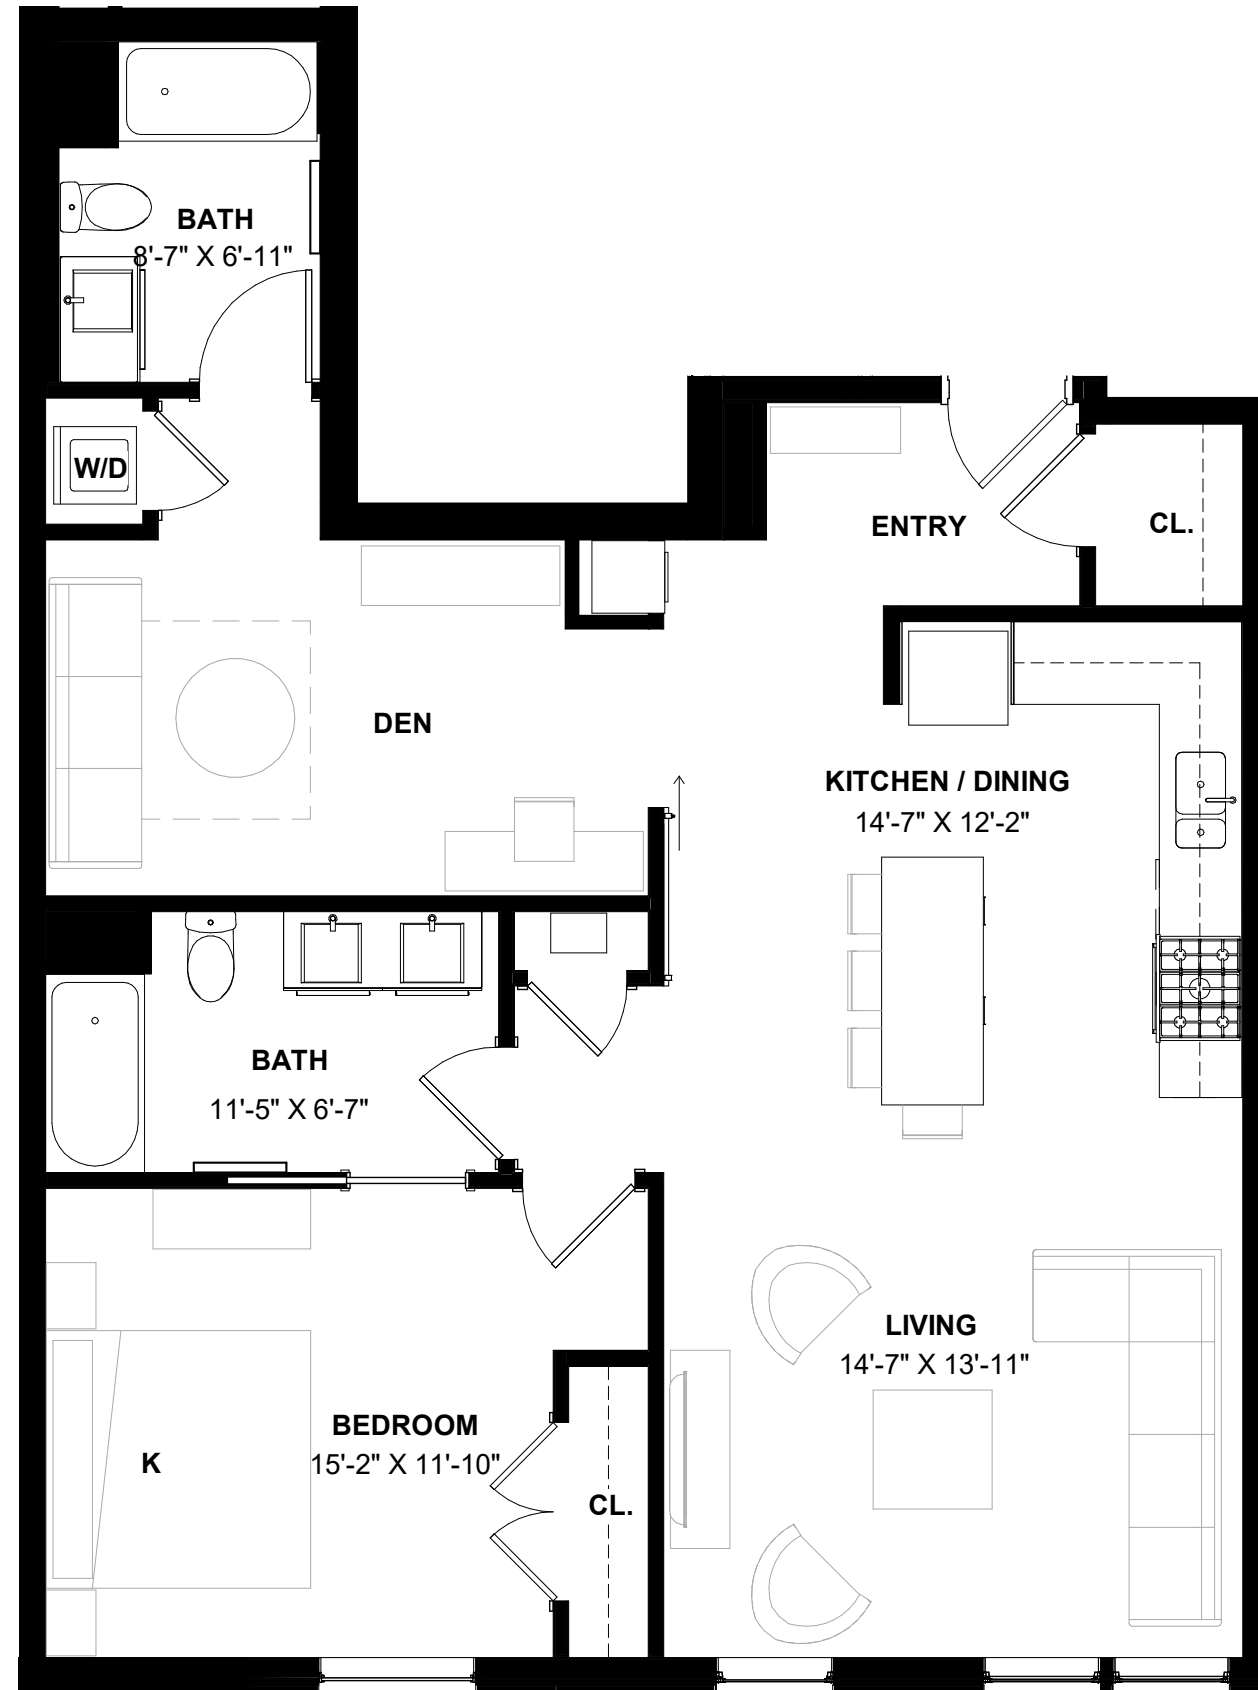 BATH
8'-7" X 6'-11"
W/D
ENTRY
CL.
DEN
KITCHEN / DINING
14'-7" X 12'-2"
BATH
11'-5" X 6'-7"
LIVING
14'-7" X 13'-11"
BEDROOM
15'-2" X 11'-10"
K
CL.